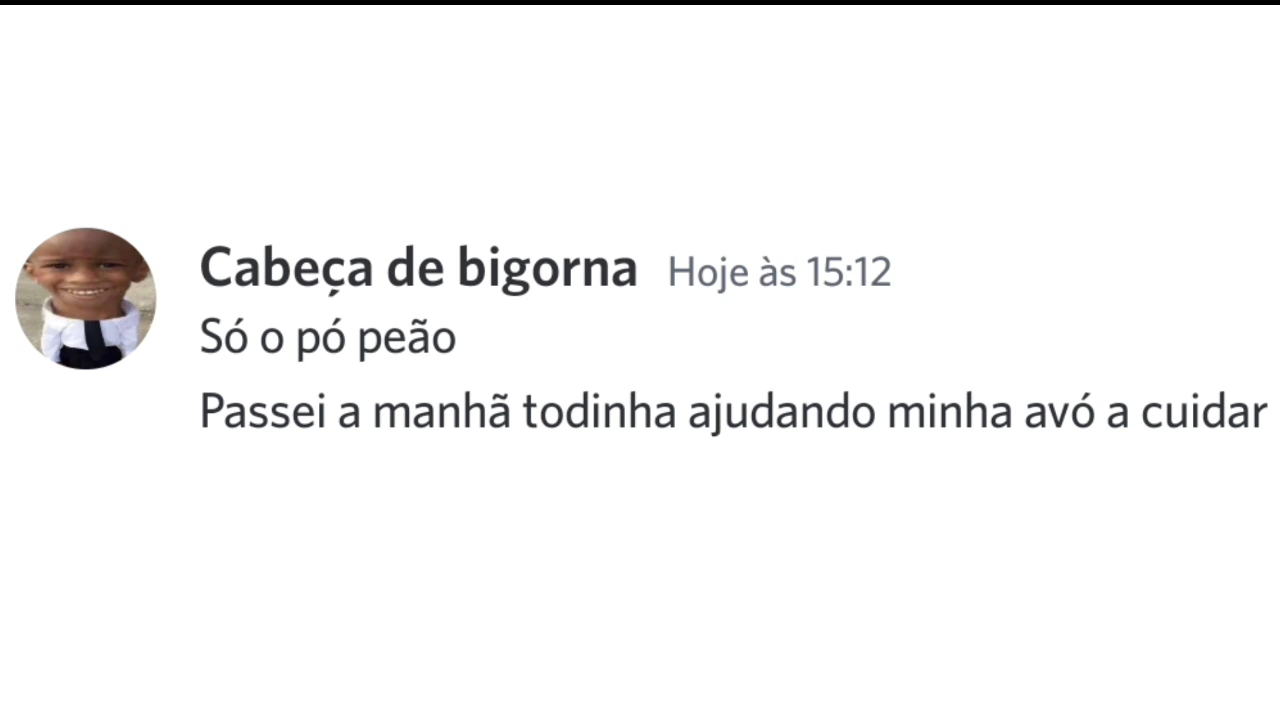 Cabeça de bigorna Hoje às 15:12
Só o pó peão
Passei a manhã todinha ajudando minha avó a cuidar